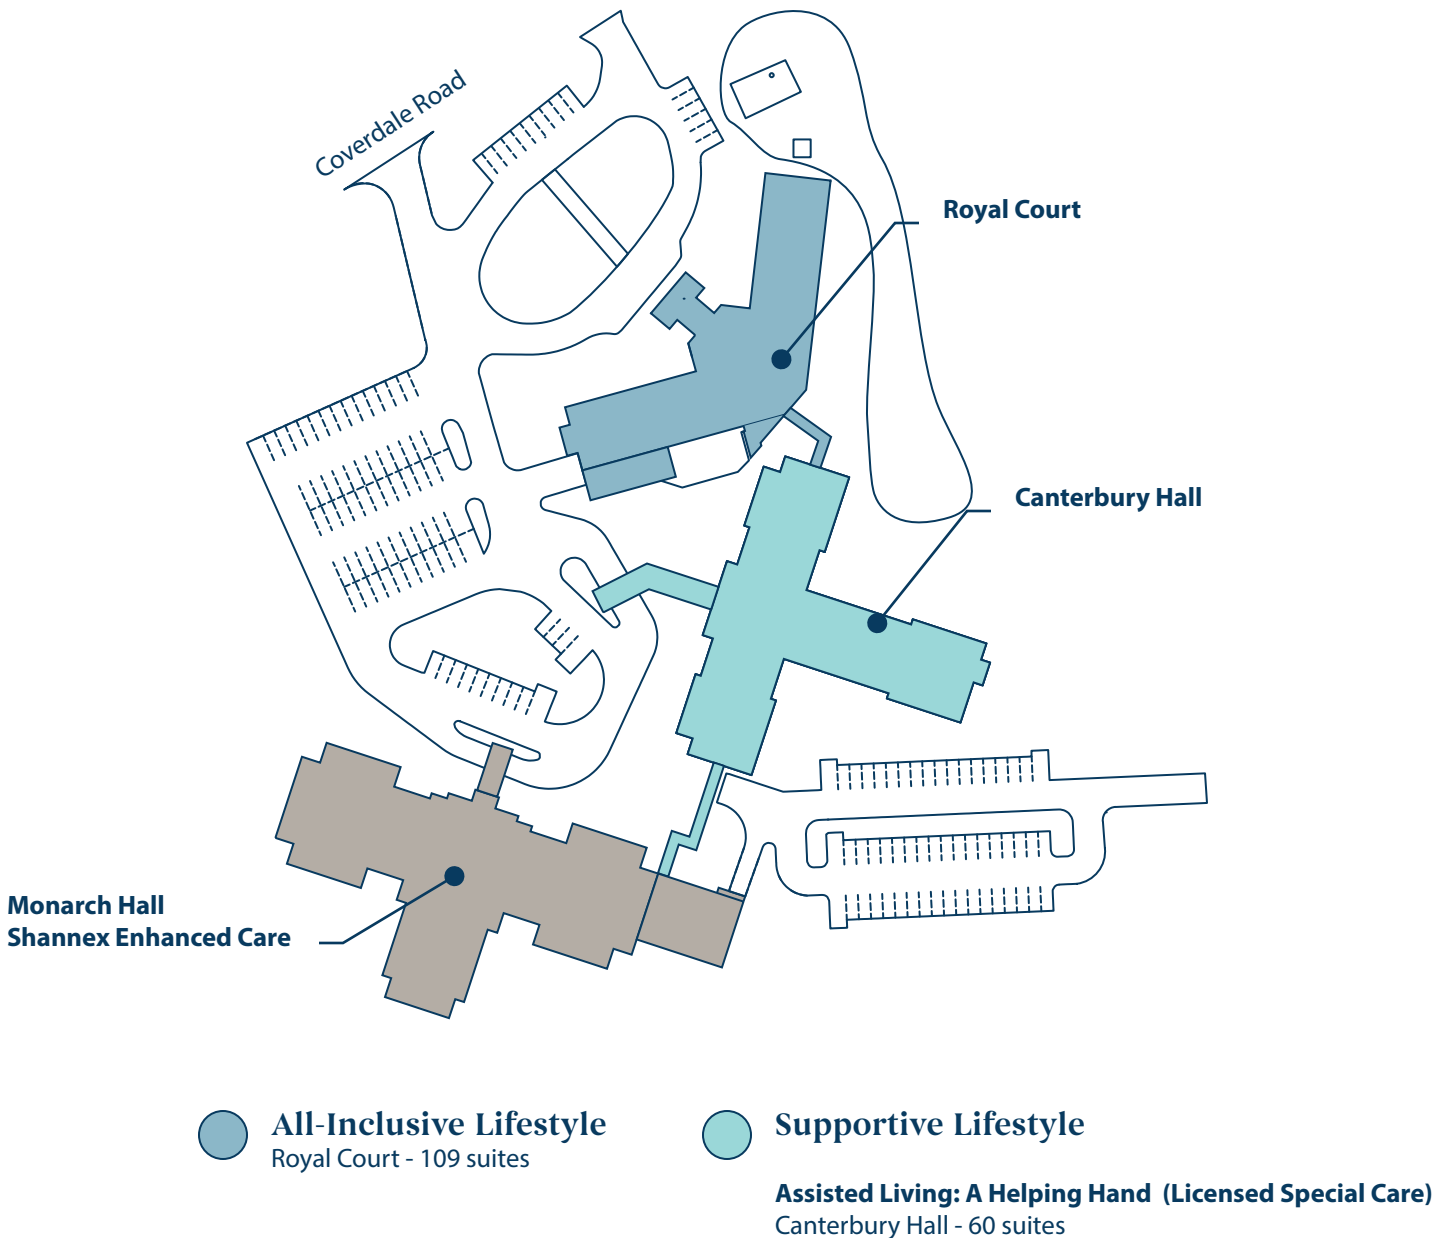 Coverdale Road
Royal Court
Canterbury Hall
Monarch Hall
Shannex Enhanced Care
All-Inclusive Lifestyle
Royal Court - 109 suites
Supportive Lifestyle
Assisted Living: A Helping Hand (Licensed Special Care)
Canterbury Hall - 60 suites